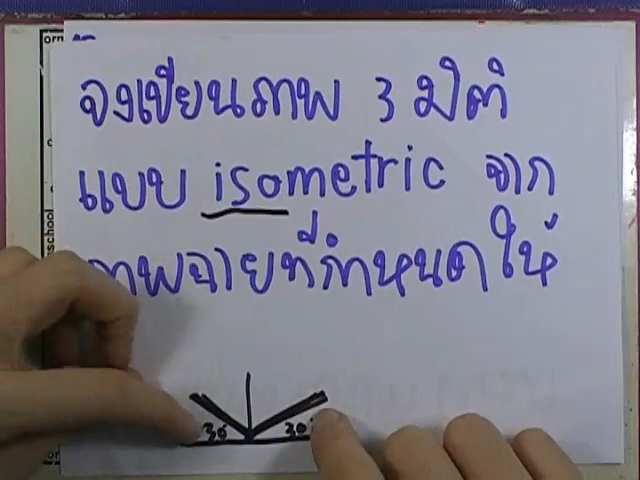 จงเขียนภาพ 3 มิติ
แบบ isometric จาก
ภาพฉายที่กำหนดให้
30° 30°
school